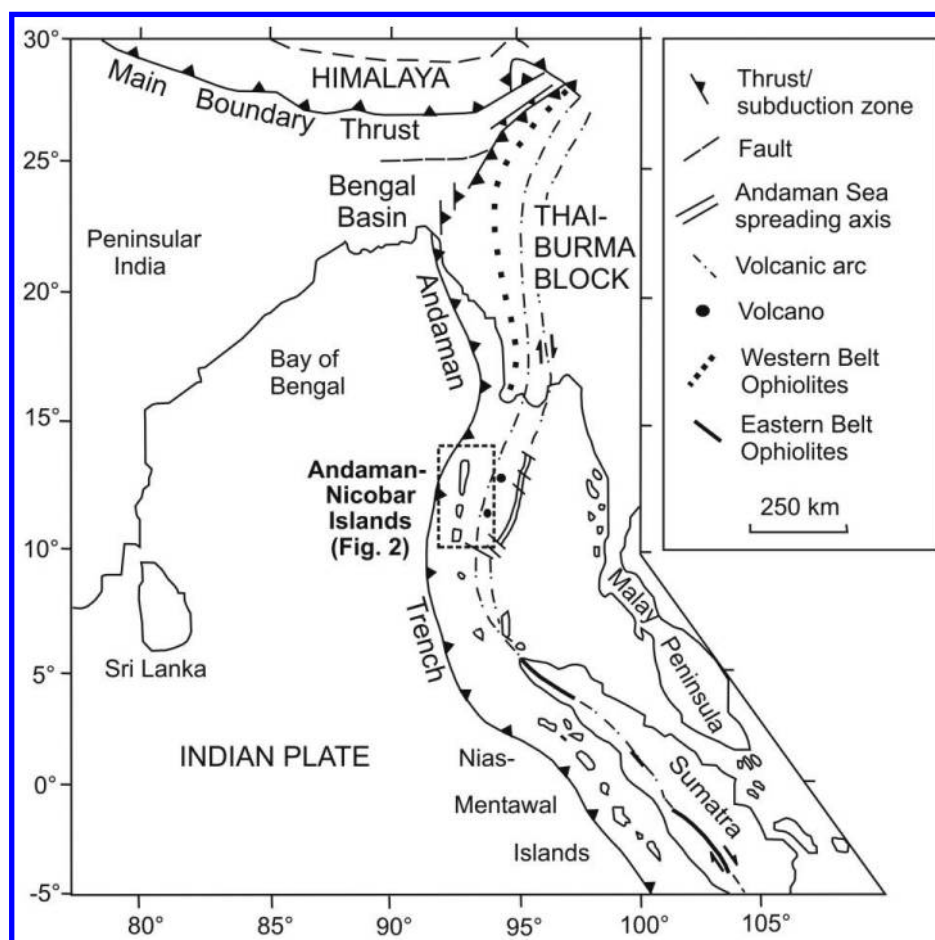 30°
25°
20°
15°
10°
5°
0°
-5°
80°
85°
90°
95°
100°
105°
HIMALAYA
Main Boundary Thrust
Bengal
Basin
Peninsular
India
THAI-
BURMA
BLOCK
Andaman
Trench
Bay of
Bengal
Andaman-
Nicobar
Islands
(Fig. 2)
Sri Lanka
Malay
Peninsula
INDIAN PLATE
Nias-
Mentawal
Islands
Sumatra
Thrust/
subduction zone
Fault
Andaman Sea
spreading axis
Volcanic arc
Volcano
Western Belt
Ophiolites
Eastern Belt
Ophiolites
250 km